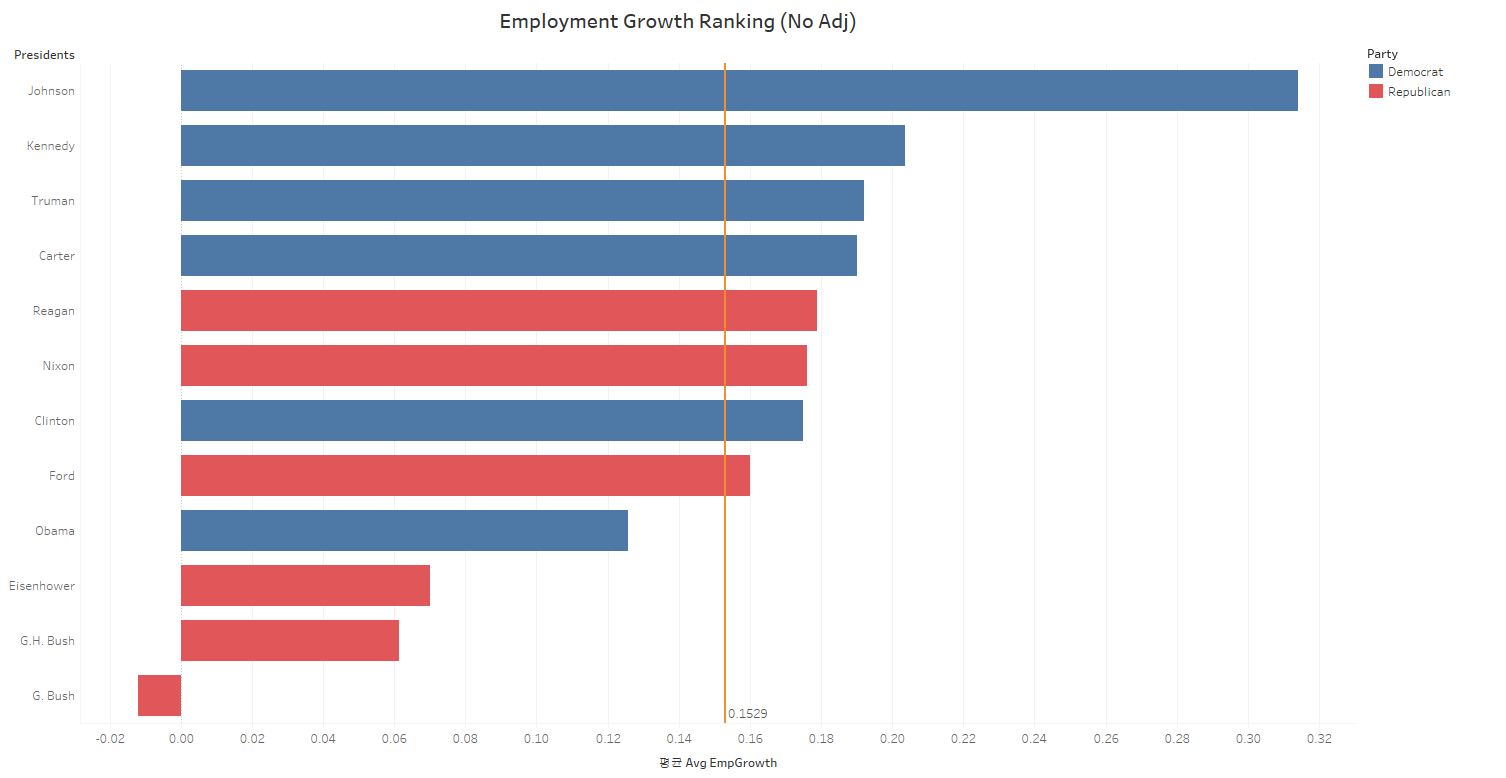 Employment Growth Ranking (No Adj)
Presidents
Johnson
Kennedy
Truman
Carter
Reagan
Nixon
Clinton
Ford
Obama
Eisenhower
G.H. Bush
G. Bush
0.1529
-0.02 0.00 0.02 0.04 0.06 0.08 0.10 0.12 0.14 0.16 0.18 0.20 0.22 0.24 0.26 0.28 0.30 0.32
평균 Avg EmpGrowth
Party
Democrat
Republican